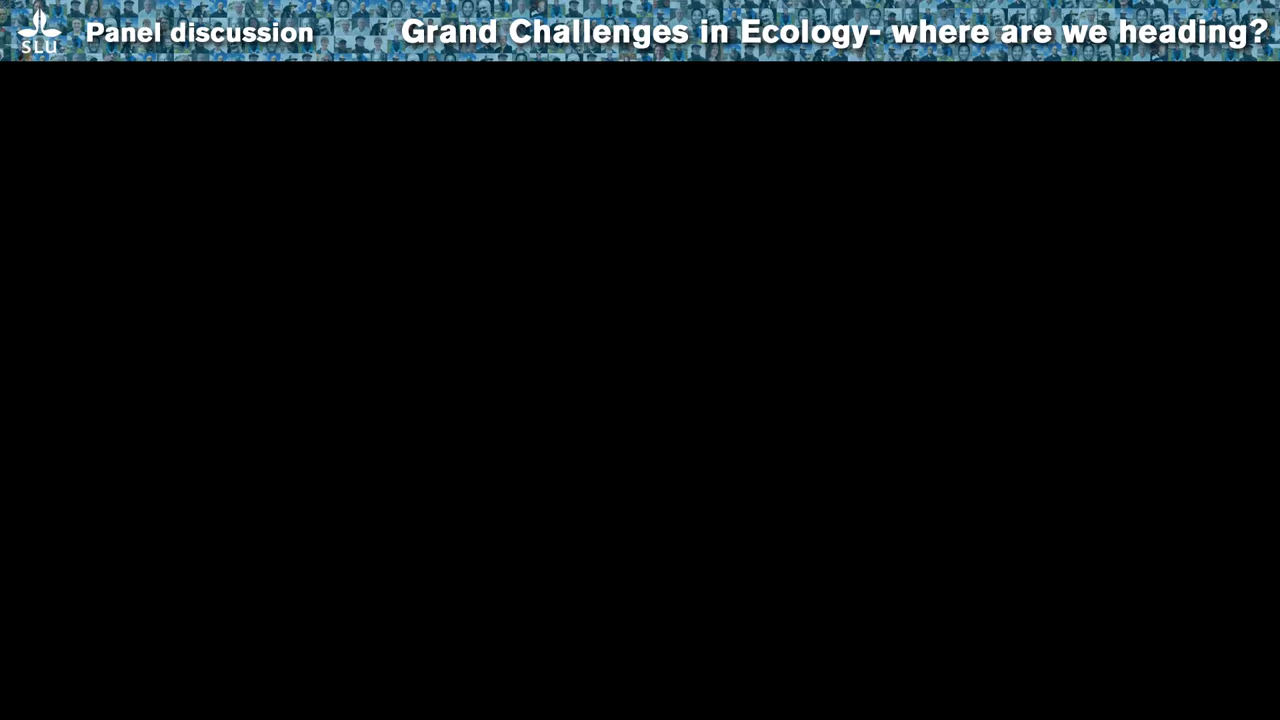 SLU
Panel discussion
Grand Challenges in Ecology- where are we heading?